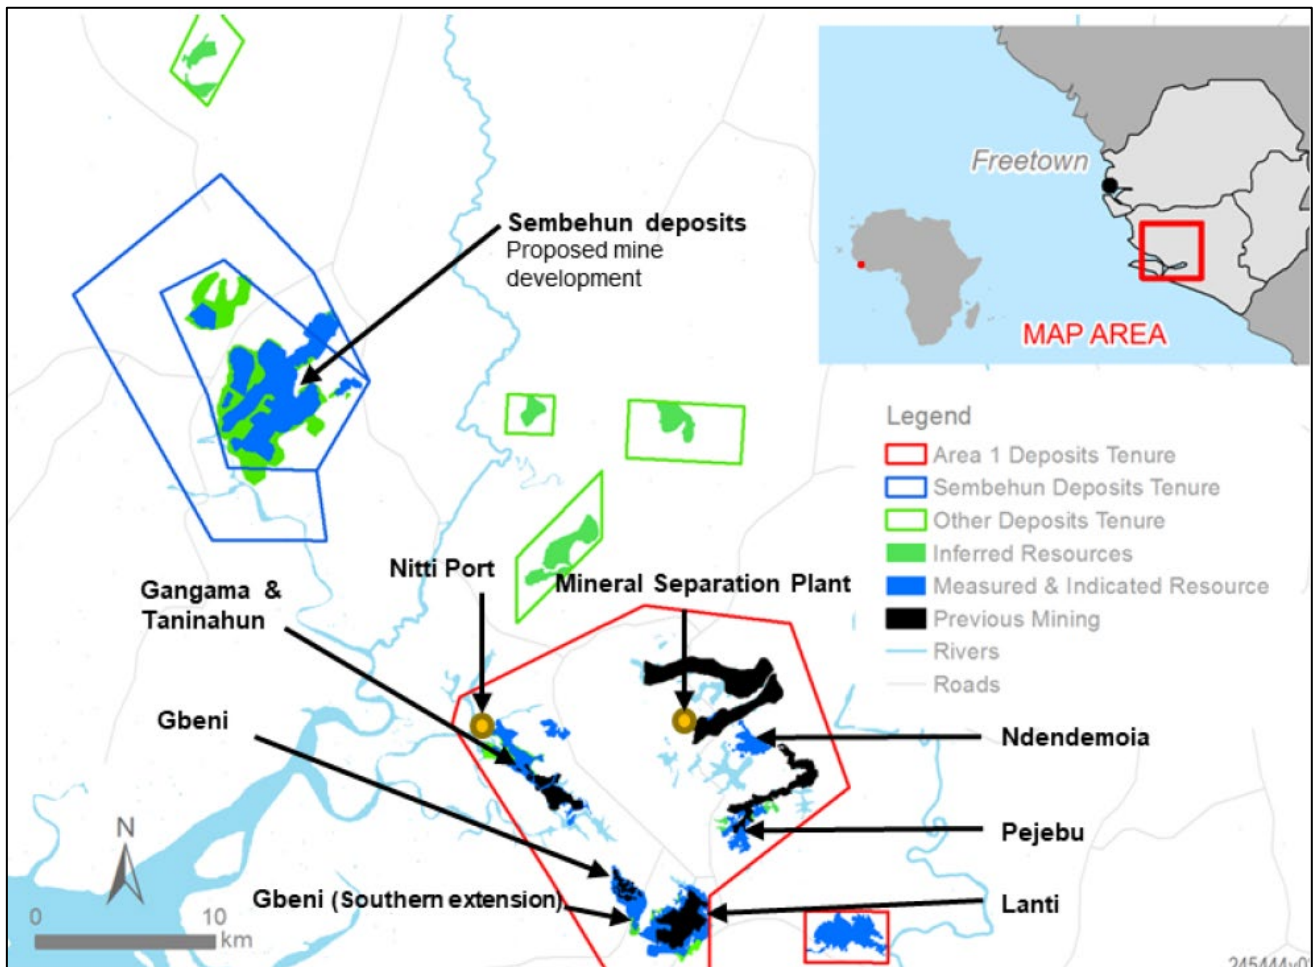 Freetown
MAP AREA
Sembehun deposits
Proposed mine
development
Legend
Area 1 Deposits Tenure
Sembehun Deposits Tenure
Other Deposits Tenure
Inferred Resources
Measured & Indicated Resource
Previous Mining
Rivers
Roads
Nitti Port
Mineral Separation Plant
Gangama &
Taninahun
Gbeni
Ndendemoia
Pejebu
Gbeni (Southern extension)
Lanti
N
0 10
km